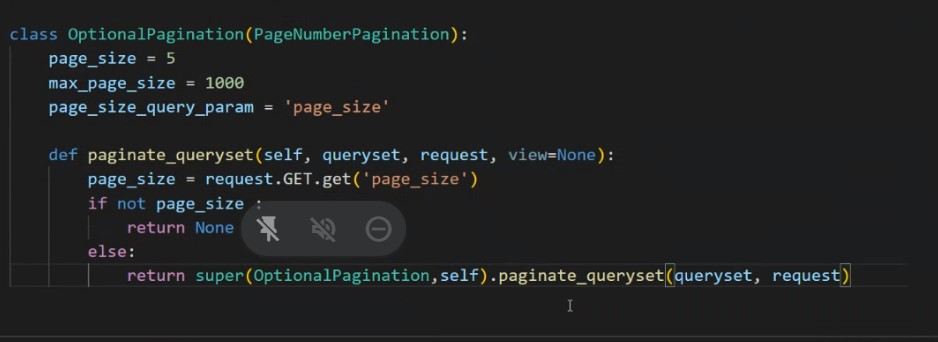 class OptionalPagination(PageNumberPagination):
    page_size = 5
    max_page_size = 1000
    page_size_query_param = 'page_size'
    def paginate_queryset(self, queryset, request, view=None):
        page_size = request.GET.get('page_size')
        if not page_size :
            return None
        else:
            return super(OptionalPagination,self).paginate_queryset(queryset, request)